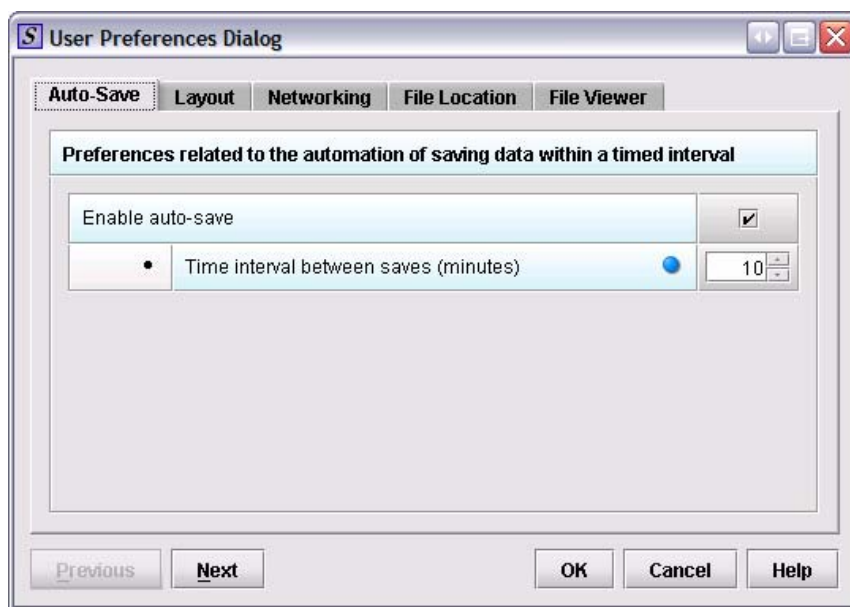 S User Preferences Dialog
Auto-Save Layout Networking File Location File Viewer
Preferences related to the automation of saving data within a timed interval
Enable auto-save
• Time interval between saves (minutes) 10
Previous Next OK Cancel Help